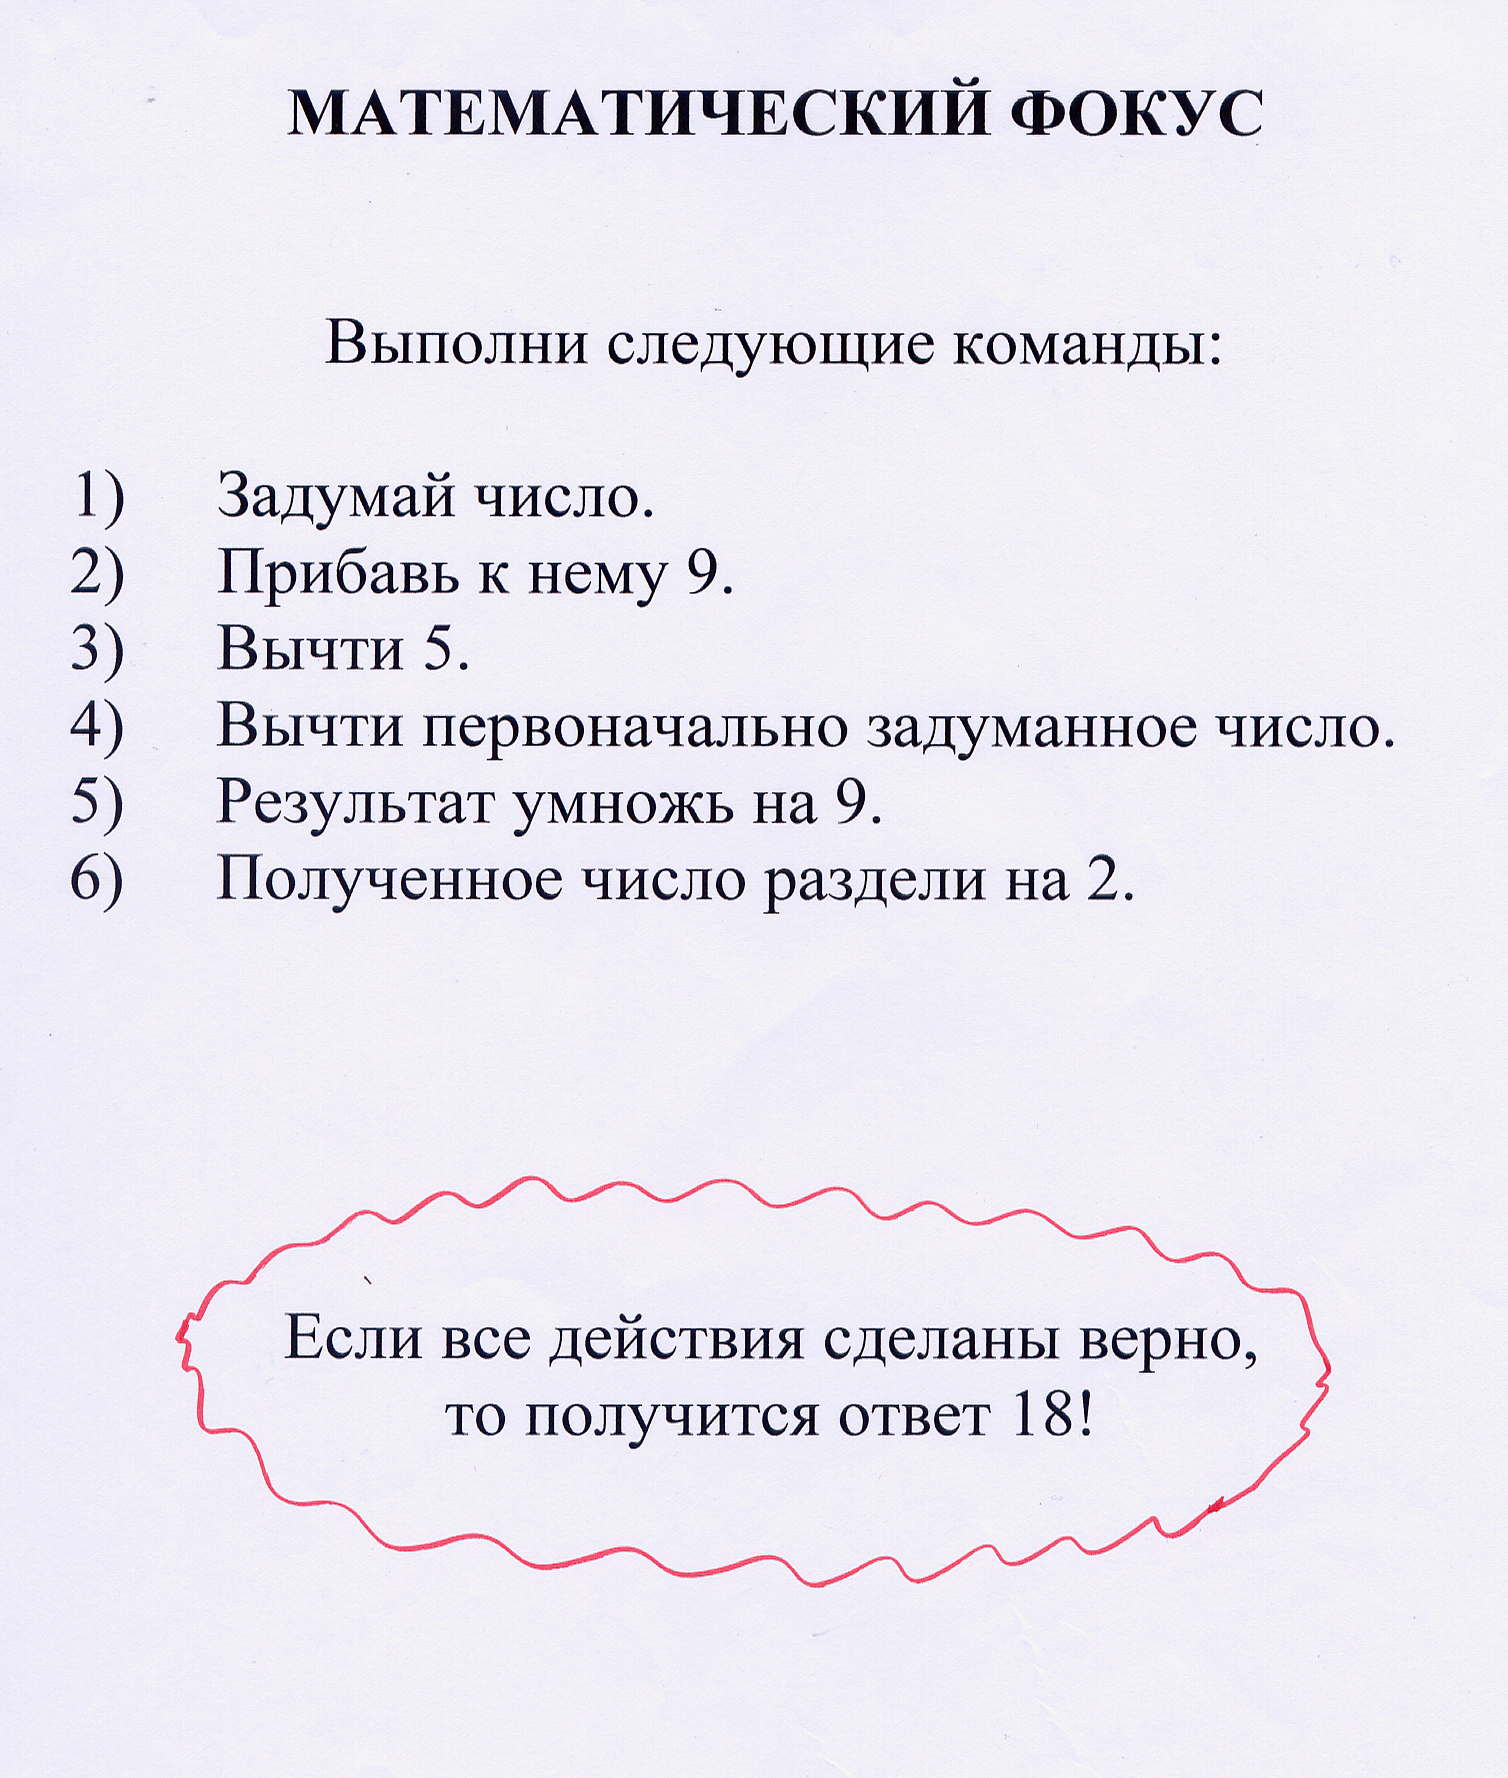 МАТЕМАТИЧЕСКИЙ ФОКУС
Выполни следующие команды:
1) Задумай число.
2) Прибавь к нему 9.
3) Вычти 5.
4) Вычти первоначально задуманное число.
5) Результат умножь на 9.
6) Полученное число раздели на 2.
Если все действия сделаны верно,
то получится ответ 18!